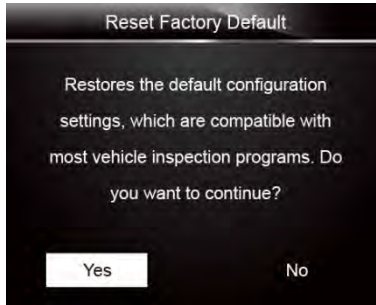 Reset Factory Default
Restores the default configuration
settings, which are compatible with
most vehicle inspection programs. Do
you want to continue?
Yes No